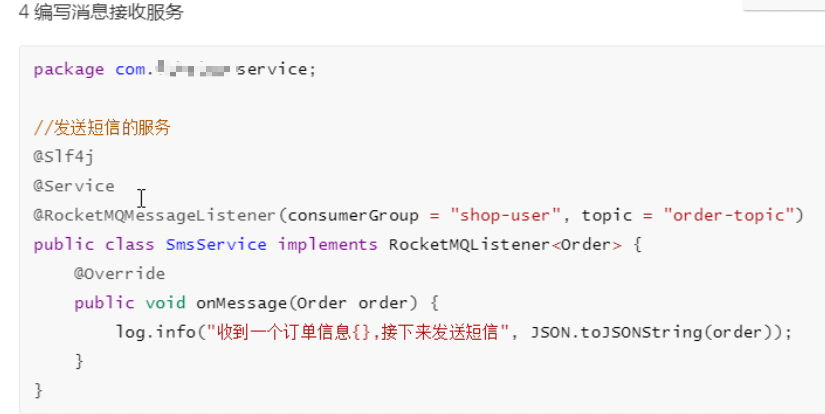 4 编写消息接收服务
package com. service;
//发送短信的服务
@Slf4j
@Service
@RocketMQMessageListener(consumerGroup = "shop-user", topic = "order-topic")
public class SmsService implements RocketMQListener<Order> {
@Override
public void onMessage(Order order) {
log.info("收到一个订单信息{},接下来发送短信", JSON.toJSONString(order));
}
}